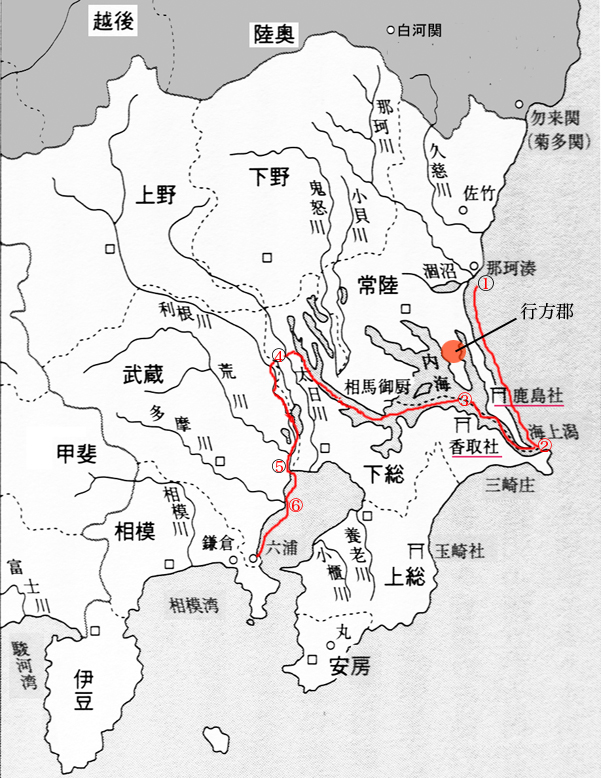 越後
陸奥
白河関
勿来関
(菊多関)
那珂川
久慈川
佐竹
下野
上野
鬼怒川
小貝川
那珂湊
涸沼
①
常陸
利根川
行方郡
武蔵
荒川
④
太日川
相馬御厨
内海
③
鹿島社
多摩川
香取社
海上潟
②
甲斐
⑤
下総
三崎庄
相模川
⑥
相模
鎌倉
六浦
養老川
小櫃川
上総
玉崎社
富士川
相模湾
丸
安房
駿河湾
伊豆